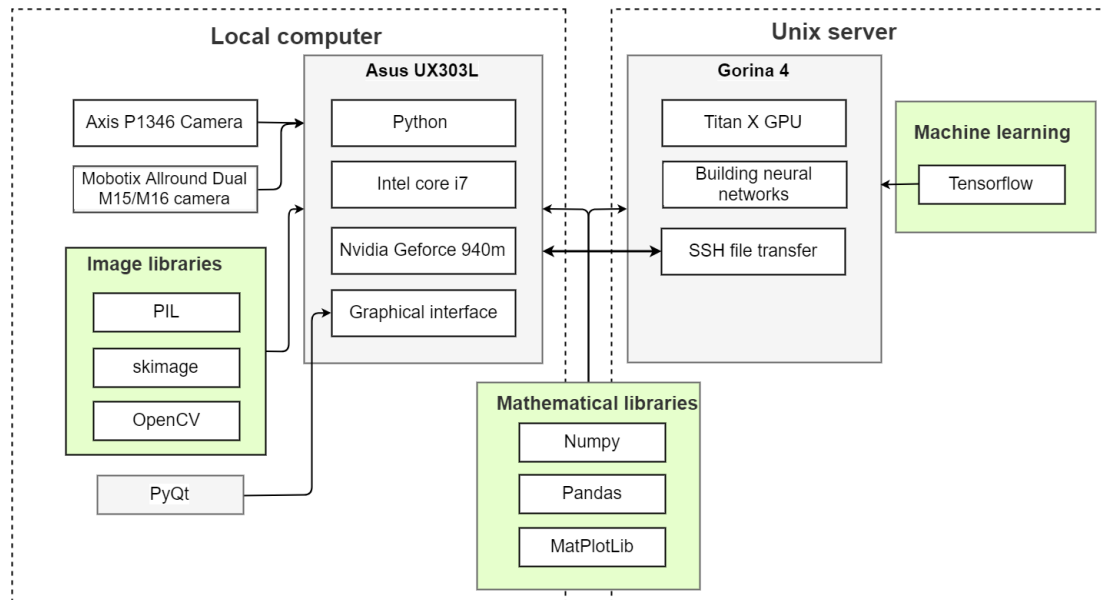 Local computer
Unix server
Asus UX303L
Gorina 4
Axis P1346 Camera
Python
Titan X GPU
Machine learning
Mobotix Allround Dual
M15/M16 camera
Intel core i7
Building neural
networks
Tensorflow
Image libraries
Nvidia Geforce 940m
SSH file transfer
PIL
Graphical interface
skimage
OpenCV
Mathematical libraries
Numpy
PyQt
Pandas
MatPlotLib